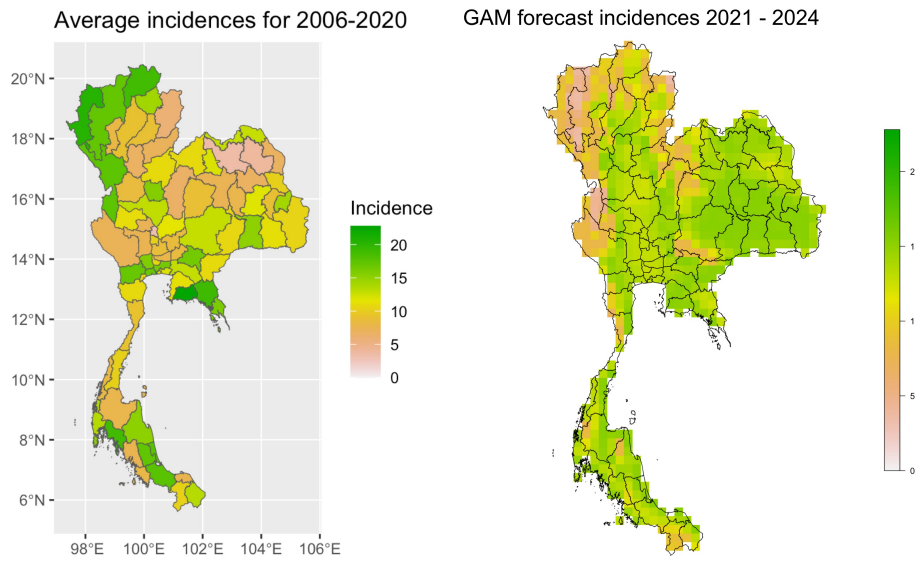 Average incidences for 2006-2020
GAM forecast incidences 2021 - 2024
20°N
18°N
16°N
14°N
12°N
10°N
8°N
6°N
98°E
100°E
102°E
104°E
106°E
Incidence
20
15
10
5
0
2
1
1
5
0